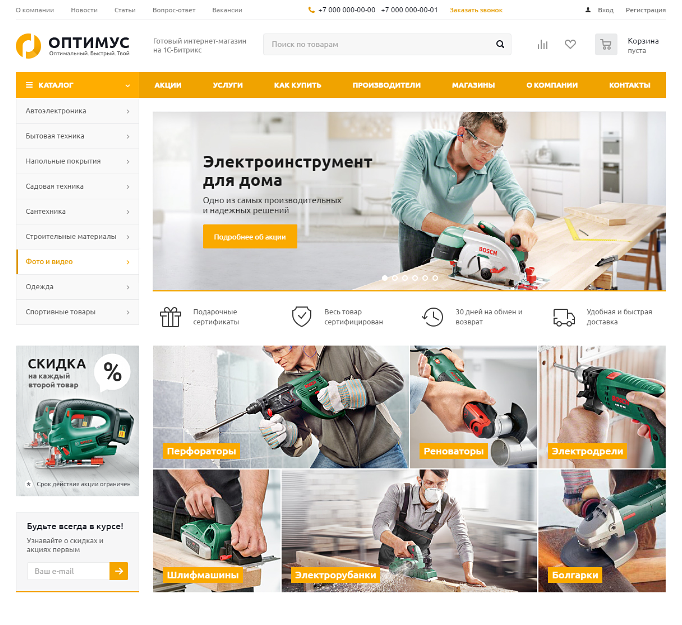 О компании Новости Статьи Вопрос-ответ Вакансии +7 000 000-00-00 +7 000 000-00-01 Заказать звонок Вход Регистрация
ОПТИМУС
Оптимальный. Быстрый. Твой
Готовый интернет-магазин
на 1С-Битрикс
Поиск по товарам
Корзина
пуста
КАТАЛОГ АКЦИИ УСЛУГИ КАК КУПИТЬ ПРОИЗВОДИТЕЛИ МАГАЗИНЫ О КОМПАНИИ КОНТАКТЫ
Автоэлектроника
Бытовая техника
Напольные покрытия
Садовая техника
Сантехника
Строительные материалы
Фото и видео
Одежда
Спортивные товары
Электроинструмент
для дома
Одно из самых производительных
и надежных решений
Подробнее об акции
BOSCH
Подарочные
сертификаты
Весь товар
сертифицирован
30 дней на обмен и
возврат
Удобная и быстрая
доставка
СКИДКА
на каждый
второй товар
%
* Срок действие акции ограничен
Перфораторы
Реноваторы
Электродрели
Шлифмашины
Электрорубанки
Болгарки
Будьте всегда в курсе!
Узнавайте о скидках и
акциях первым
Ваш e-mail